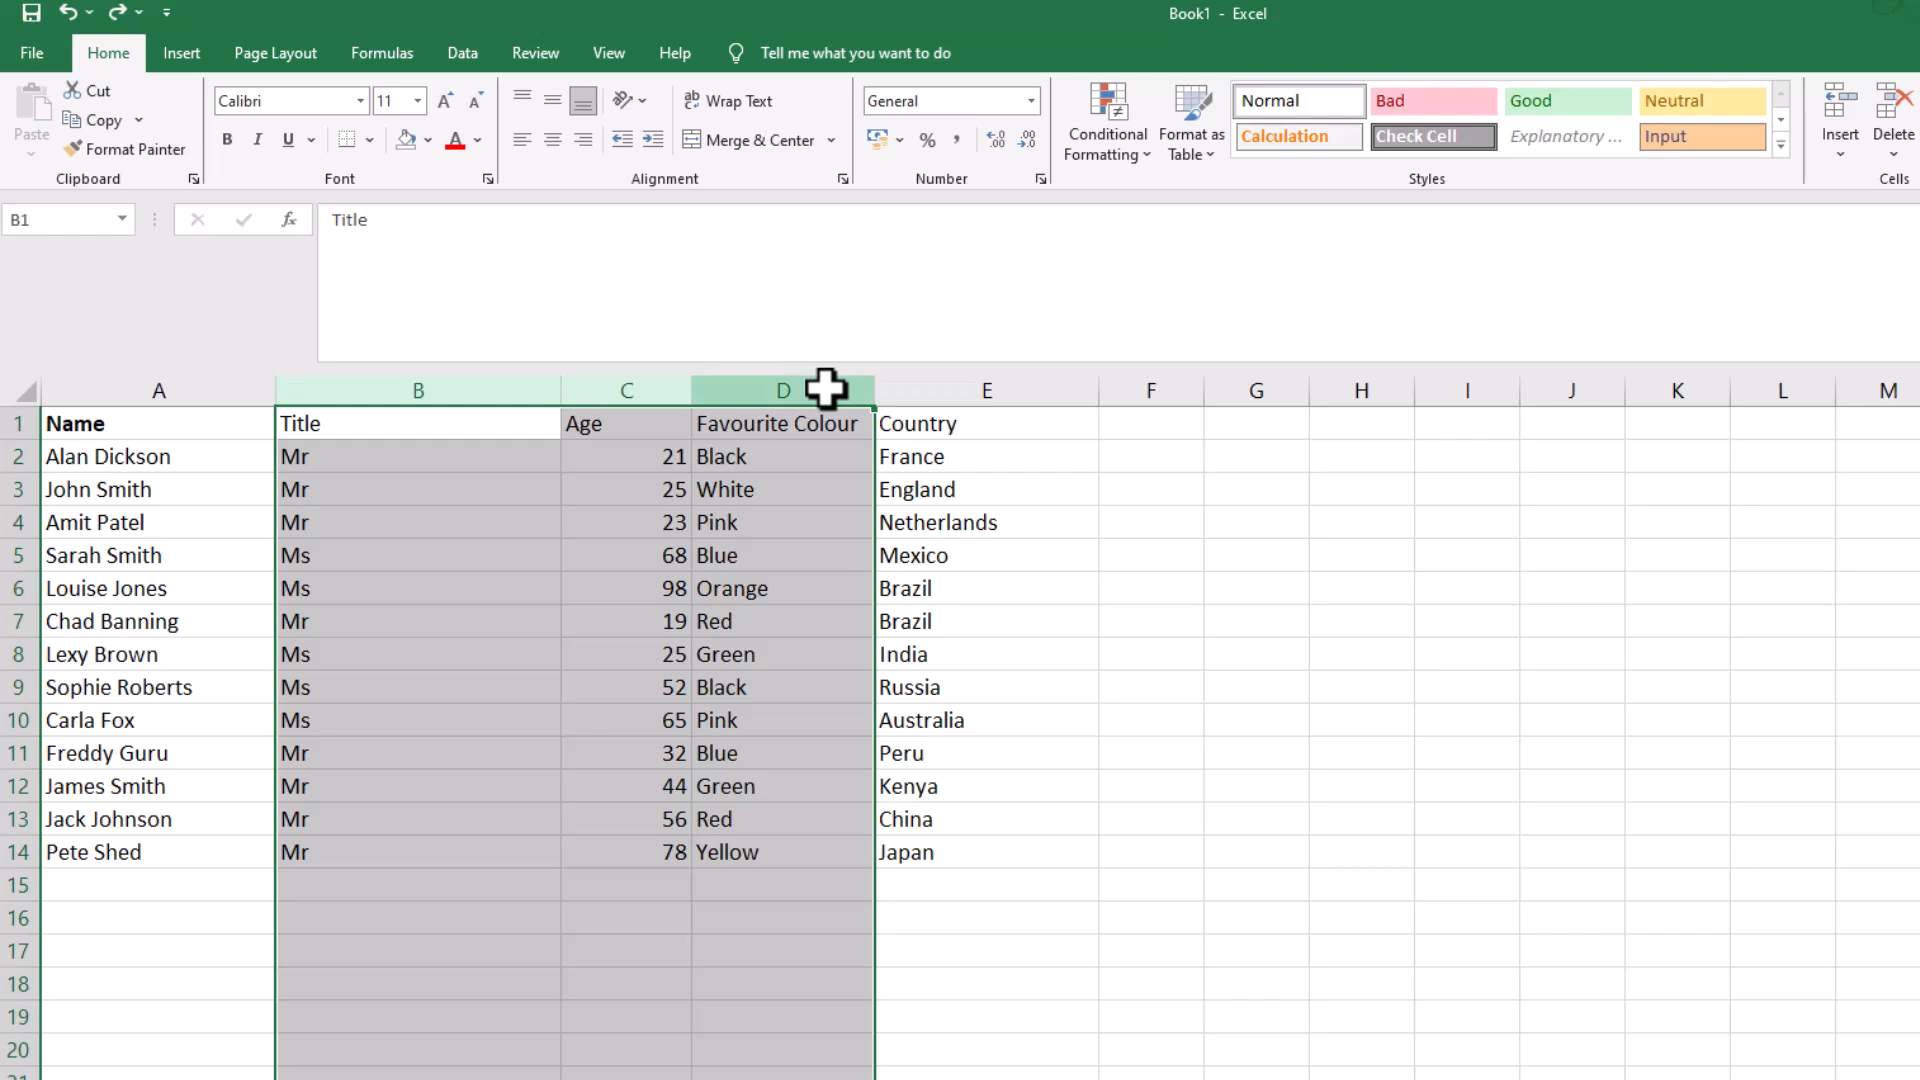 Book1 - Excel
File Home Insert Page Layout Formulas Data Review View Help Tell me what you want to do
Paste Cut Copy Format Painter Clipboard
Calibri 11 B I U A Font
ab Wrap Text Merge & Center Alignment
General % , Number
Conditional Formatting Format as Table Normal Bad Good Neutral
Calculation Check Cell Explanatory ... Input Styles
Insert Delete Cells
B1 fx Title
A B C D E F G H I J K L M
1 Name Title Age Favourite Colour Country
2 Alan Dickson Mr 21 Black France
3 John Smith Mr 25 White England
4 Amit Patel Mr 23 Pink Netherlands
5 Sarah Smith Ms 68 Blue Mexico
6 Louise Jones Ms 98 Orange Brazil
7 Chad Banning Mr 19 Red Brazil
8 Lexy Brown Ms 25 Green India
9 Sophie Roberts Ms 52 Black Russia
10 Carla Fox Ms 65 Pink Australia
11 Freddy Guru Mr 32 Blue Peru
12 James Smith Mr 44 Green Kenya
13 Jack Johnson Mr 56 Red China
14 Pete Shed Mr 78 Yellow Japan
15
16
17
18
19
20